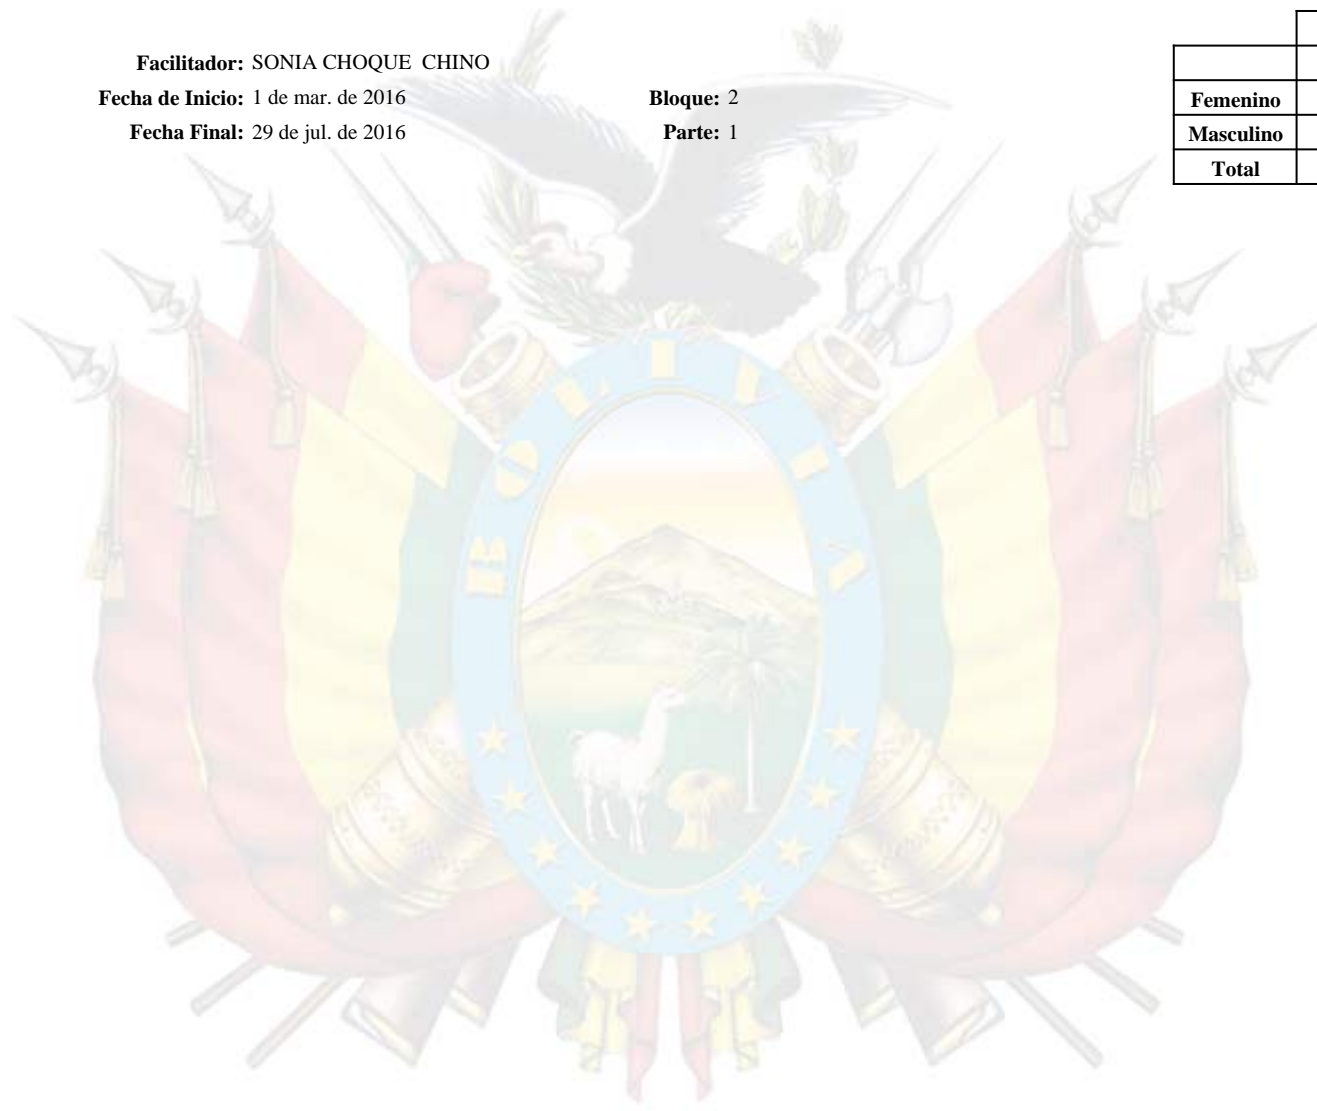 Facilitador: SONIA CHOQUE CHINO
Fecha de Inicio: 1 de mar. de 2016 Bloque: 2
Fecha Final: 29 de jul. de 2016 Parte: 1
Femenino
Masculino
Total
BOLIVIA